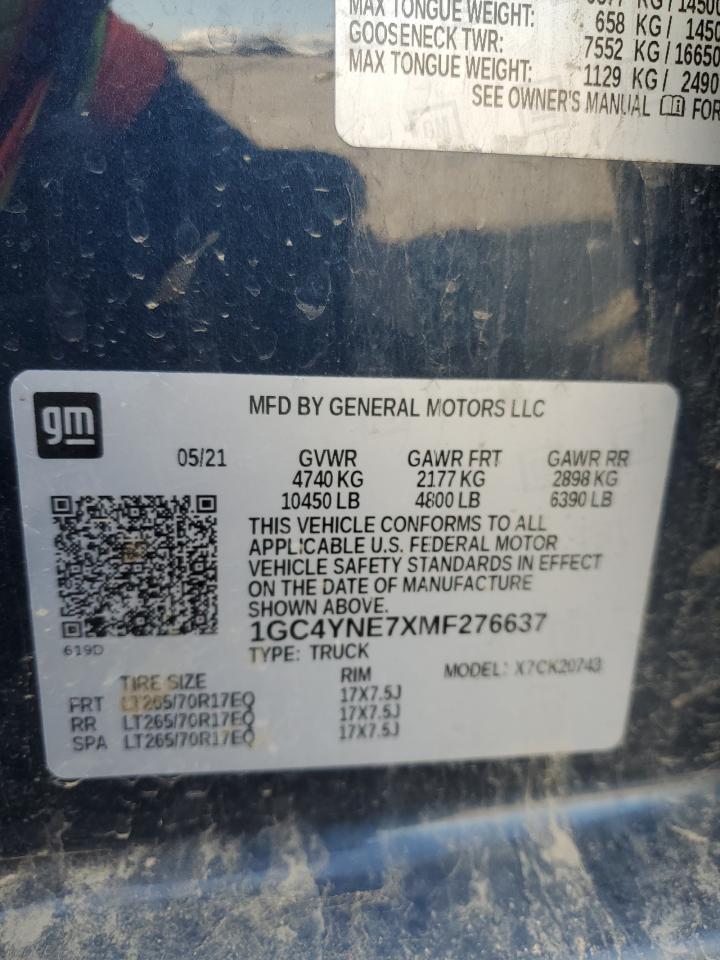 MAX TONGUE WEIGHT: 658 KG / 1450
GOOSENECK TWR: 7552 KG / 16650
MAX TONGUE WEIGHT: 1129 KG / 2490
SEE OWNER'S MANUAL FOR
gm
MFD BY GENERAL MOTORS LLC
05/21 GVWR GAWR FRT GAWR RR
4740 KG 2177 KG 2898 KG
10450 LB 4800 LB 6390 LB
THIS VEHICLE CONFORMS TO ALL
APPLICABLE U.S. FEDERAL MOTOR
VEHICLE SAFETY STANDARDS IN EFFECT
ON THE DATE OF MANUFACTURE
SHOWN ABOVE.
1GC4YNE7XMF276637
619D
TYPE: TRUCK MODEL: X7CK20743
TIRE SIZE RIM
FRT LT265/70R17EQ 17X7.5J
RR LT265/70R17EQ 17X7.5J
SPA LT265/70R17EQ 17X7.5J